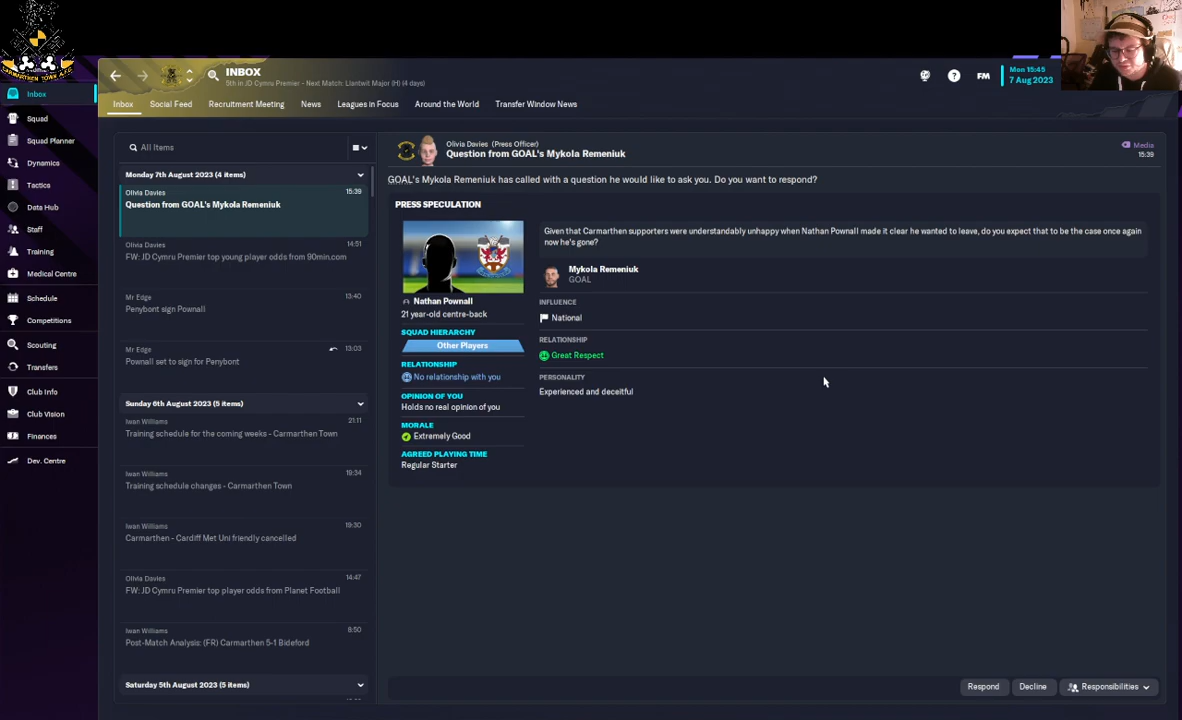 CARMARTHEN TOWN A.F.C.
INBOX
5th in JD Cymru Premier - Next Match: Llantwit Major (H) (4 days)
FM
Mon 15:45
7 Aug 2023
Inbox
Social Feed
Recruitment Meeting
News
Leagues in Focus
Around the World
Transfer Window News
Inbox
Squad
Squad Planner
Dynamics
Tactics
Data Hub
Staff
Training
Medical Centre
Schedule
Competitions
Scouting
Transfers
Club Info
Club Vision
Finances
Dev. Centre
All Items
Monday 7th August 2023 (4 items)
Olivia Davies 15:39
Question from GOAL's Mykola Remeniuk
Olivia Davies 14:51
FW: JD Cymru Premier top young player odds from 90min.com
Mr Edge 13:40
Penybont sign Pownall
Mr Edge 13:03
Pownall set to sign for Penybont
Sunday 6th August 2023 (5 items)
Iwan Williams 21:11
Training schedule for the coming weeks - Carmarthen Town
Iwan Williams 19:34
Training schedule changes - Carmarthen Town
Iwan Williams 19:30
Carmarthen - Cardiff Met Uni friendly cancelled
Olivia Davies 14:47
FW: JD Cymru Premier top player odds from Planet Football
Iwan Williams 8:50
Post-Match Analysis: (FR) Carmarthen 5-1 Bideford
Saturday 5th August 2023 (5 items)
Olivia Davies (Press Officer)
Question from GOAL's Mykola Remeniuk
Media
15:39
GOAL's Mykola Remeniuk has called with a question he would like to ask you. Do you want to respond?
PRESS SPECULATION
Nathan Pownall
21 year-old centre-back
SQUAD HIERARCHY
Other Players
RELATIONSHIP
No relationship with you
OPINION OF YOU
Holds no real opinion of you
MORALE
Extremely Good
AGREED PLAYING TIME
Regular Starter
Given that Carmarthen supporters were understandably unhappy when Nathan Pownall made it clear he wanted to leave, do you expect that to be the case once again
now he's gone?
Mykola Remeniuk
GOAL
INFLUENCE
National
RELATIONSHIP
Great Respect
PERSONALITY
Experienced and deceitful
Respond
Decline
Responsibilities